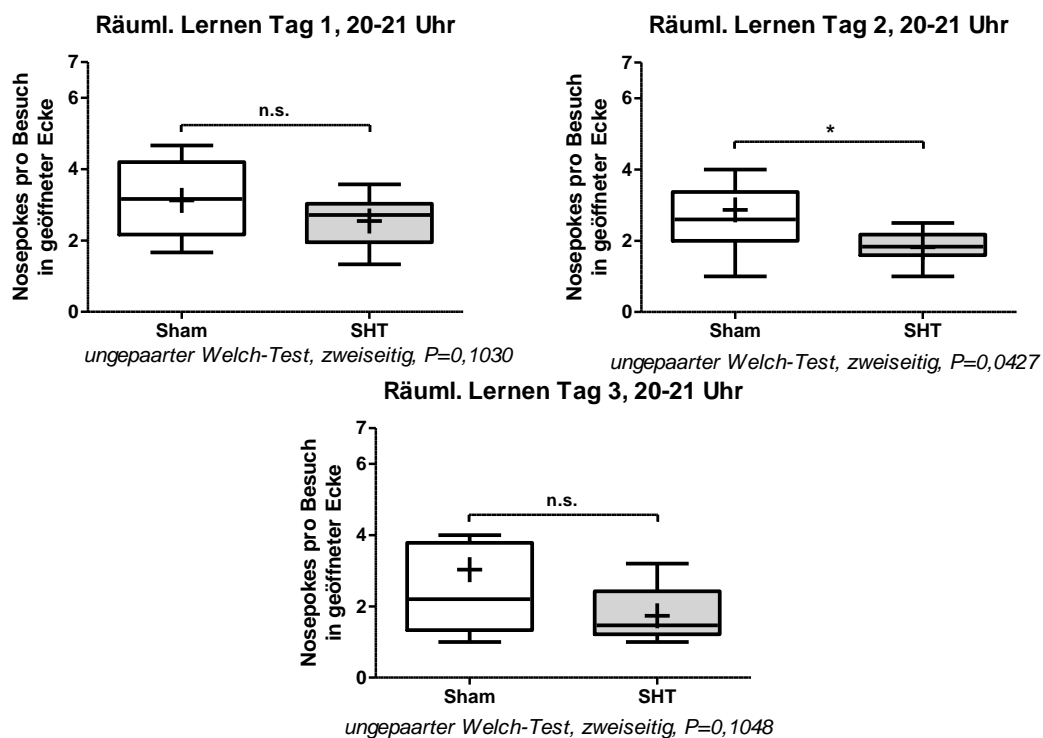 Räuml. Lernen Tag 1, 20-21 Uhr
Nosepokes pro Besuch
in geöffneter Ecke
7
6
4
2
0
n.s.
Sham
SHT
ungepaarter Welch-Test, zweiseitig, P=0,1030
Räuml. Lernen Tag 2, 20-21 Uhr
Nosepokes pro Besuch
in geöffneter Ecke
7
6
4
2
0
*
Sham
SHT
ungepaarter Welch-Test, zweiseitig, P=0,0427
Räuml. Lernen Tag 3, 20-21 Uhr
Nosepokes pro Besuch
in geöffneter Ecke
7
6
4
2
0
n.s.
Sham
SHT
ungepaarter Welch-Test, zweiseitig, P=0,1048